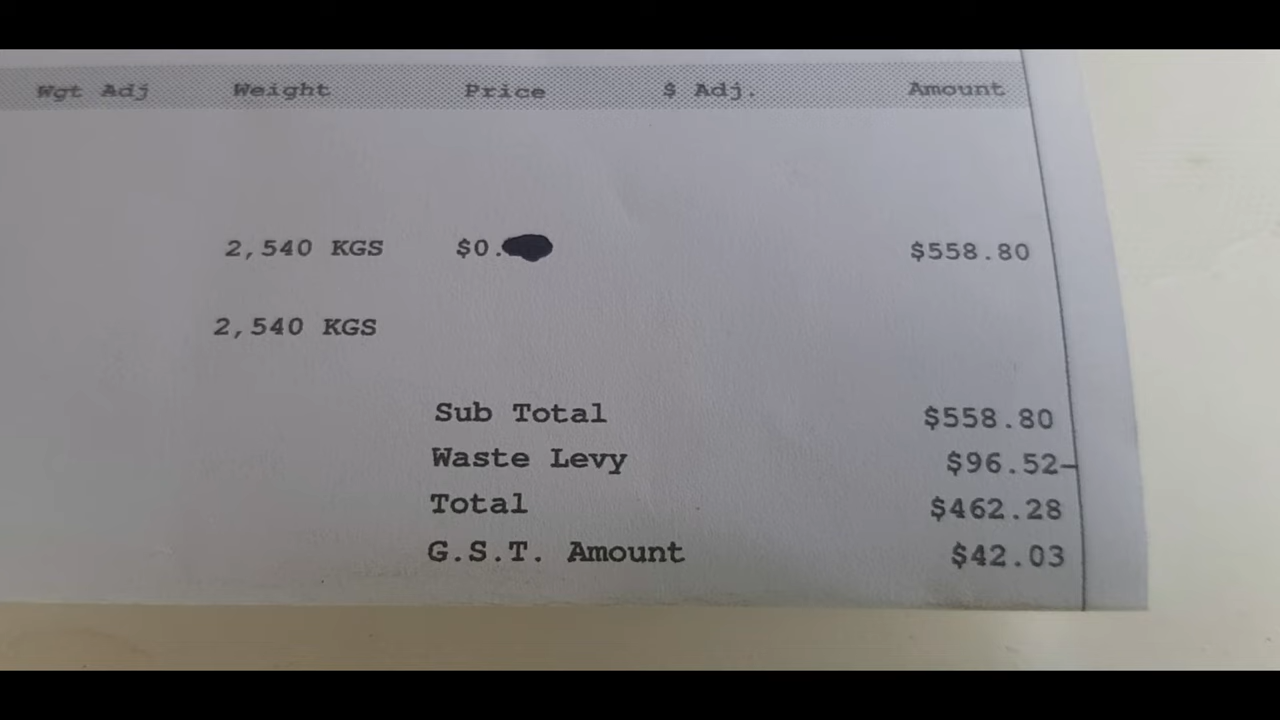 Wgt Adj Weight Price $ Adj. Amount
2,540 KGS $0. $558.80
2,540 KGS
Sub Total $558.80
Waste Levy $96.52-
Total $462.28
G.S.T. Amount $42.03